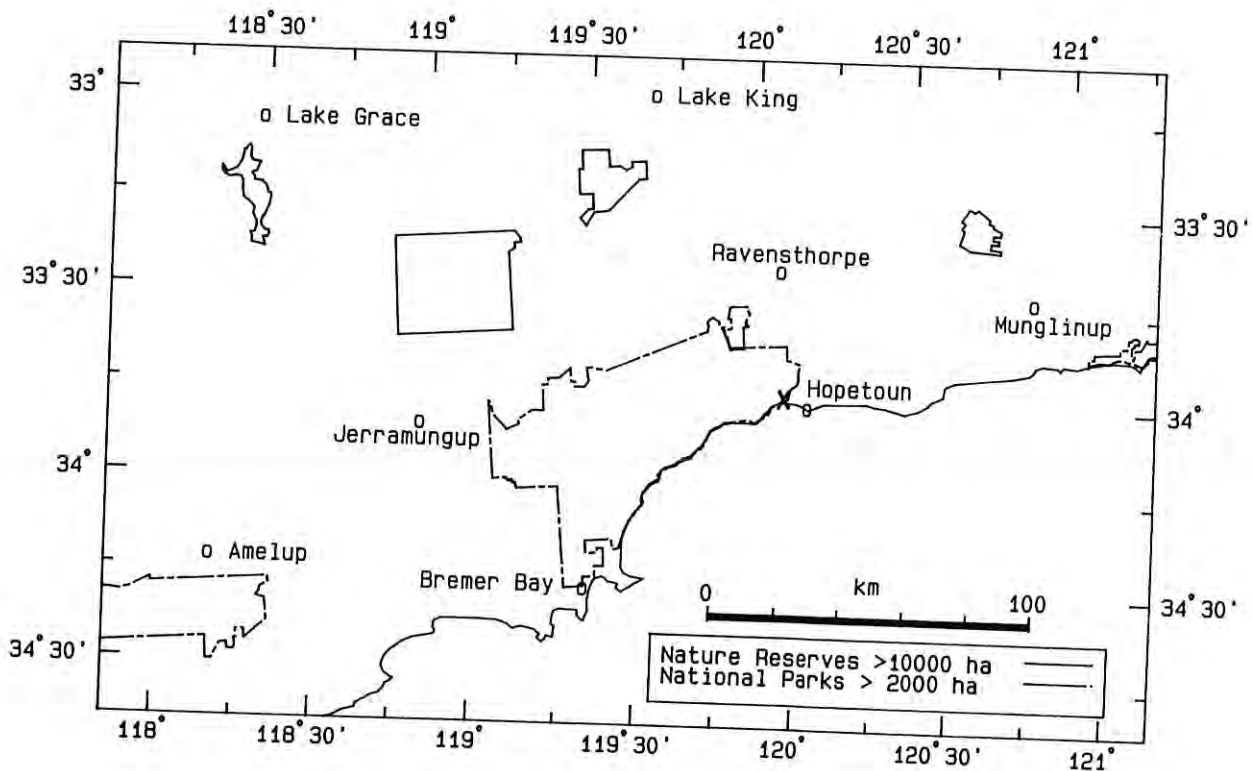 118° 30'
119°
119° 30'
120°
120° 30'
121°
33°
Lake Grace
Lake King
33° 30'
33° 30'
Ravensthorpe
Munglinup
Hopetoun
Jerramungup
34°
34°
Amelup
Bremer Bay
0 km 100
34° 30'
34° 30'
Nature Reserves >10000 ha
National Parks > 2000 ha
118°
118° 30'
119°
119° 30'
120°
120° 30'
121°